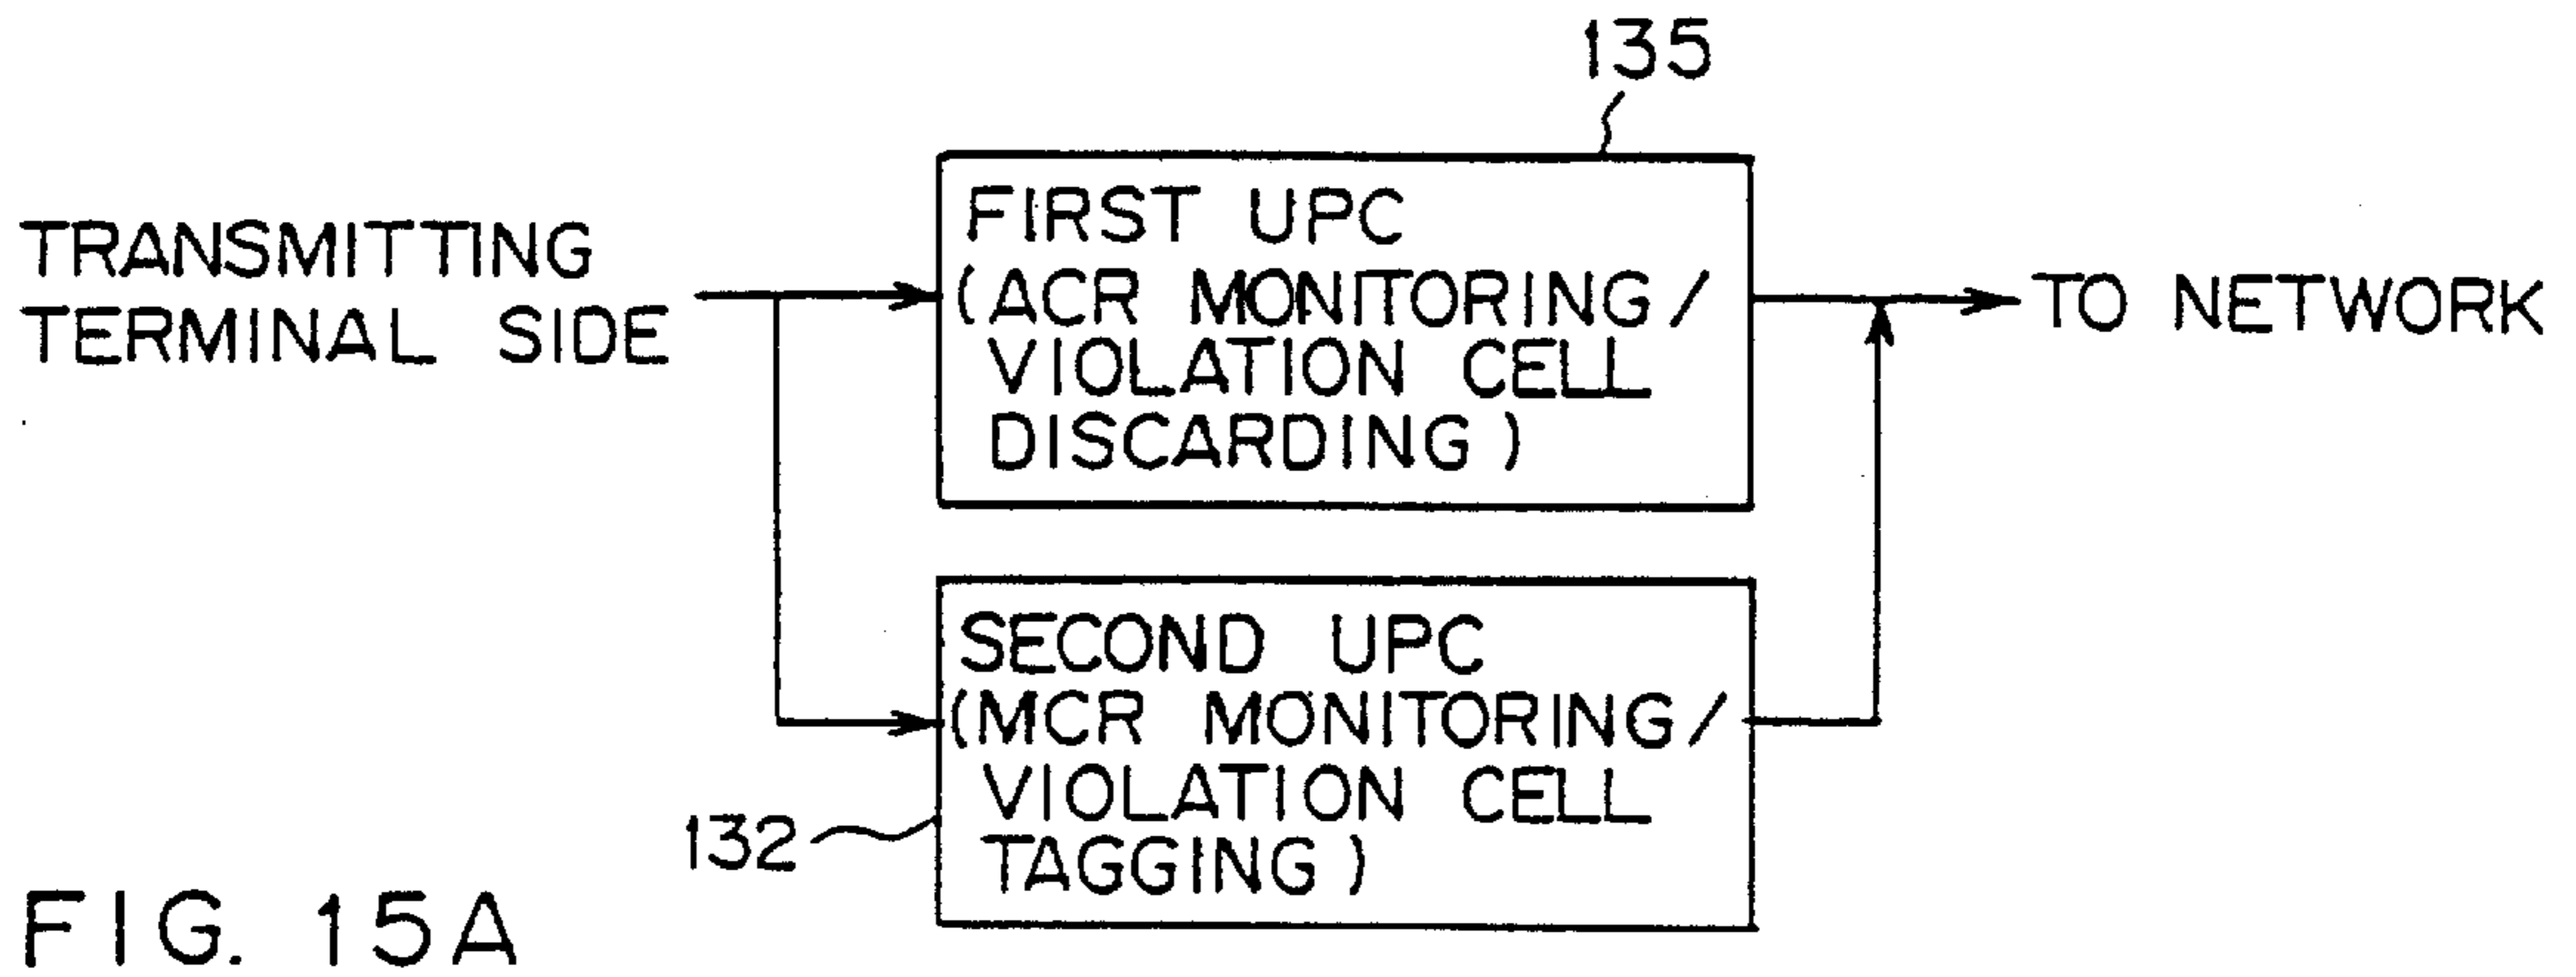 135
TRANSMITTING
TERMINAL SIDE
FIRST UPC
(ACR MONITORING/
VIOLATION CELL
DISCARDING)
TO NETWORK
SECOND UPC
(MCR MONITORING/
VIOLATION CELL
TAGGING)
132
FIG. 15A